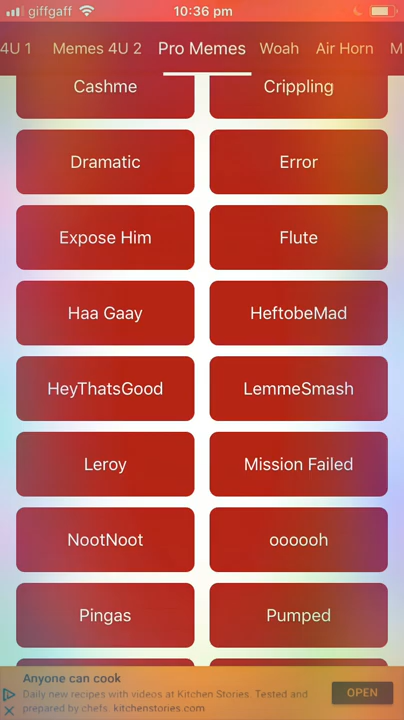 giffgaff 10:36 pm
4U 1 Memes 4U 2 Pro Memes Woah Air Horn M
Cashme Crippling
Dramatic Error
Expose Him Flute
Haa Gaay HeftobeMad
HeyThatsGood LemmeSmash
Leroy Mission Failed
NootNoot oooooh
Pingas Pumped
Anyone can cook
Daily new recipes with videos at Kitchen Stories. Tested and
prepared by chefs. kitchenstories.com
OPEN